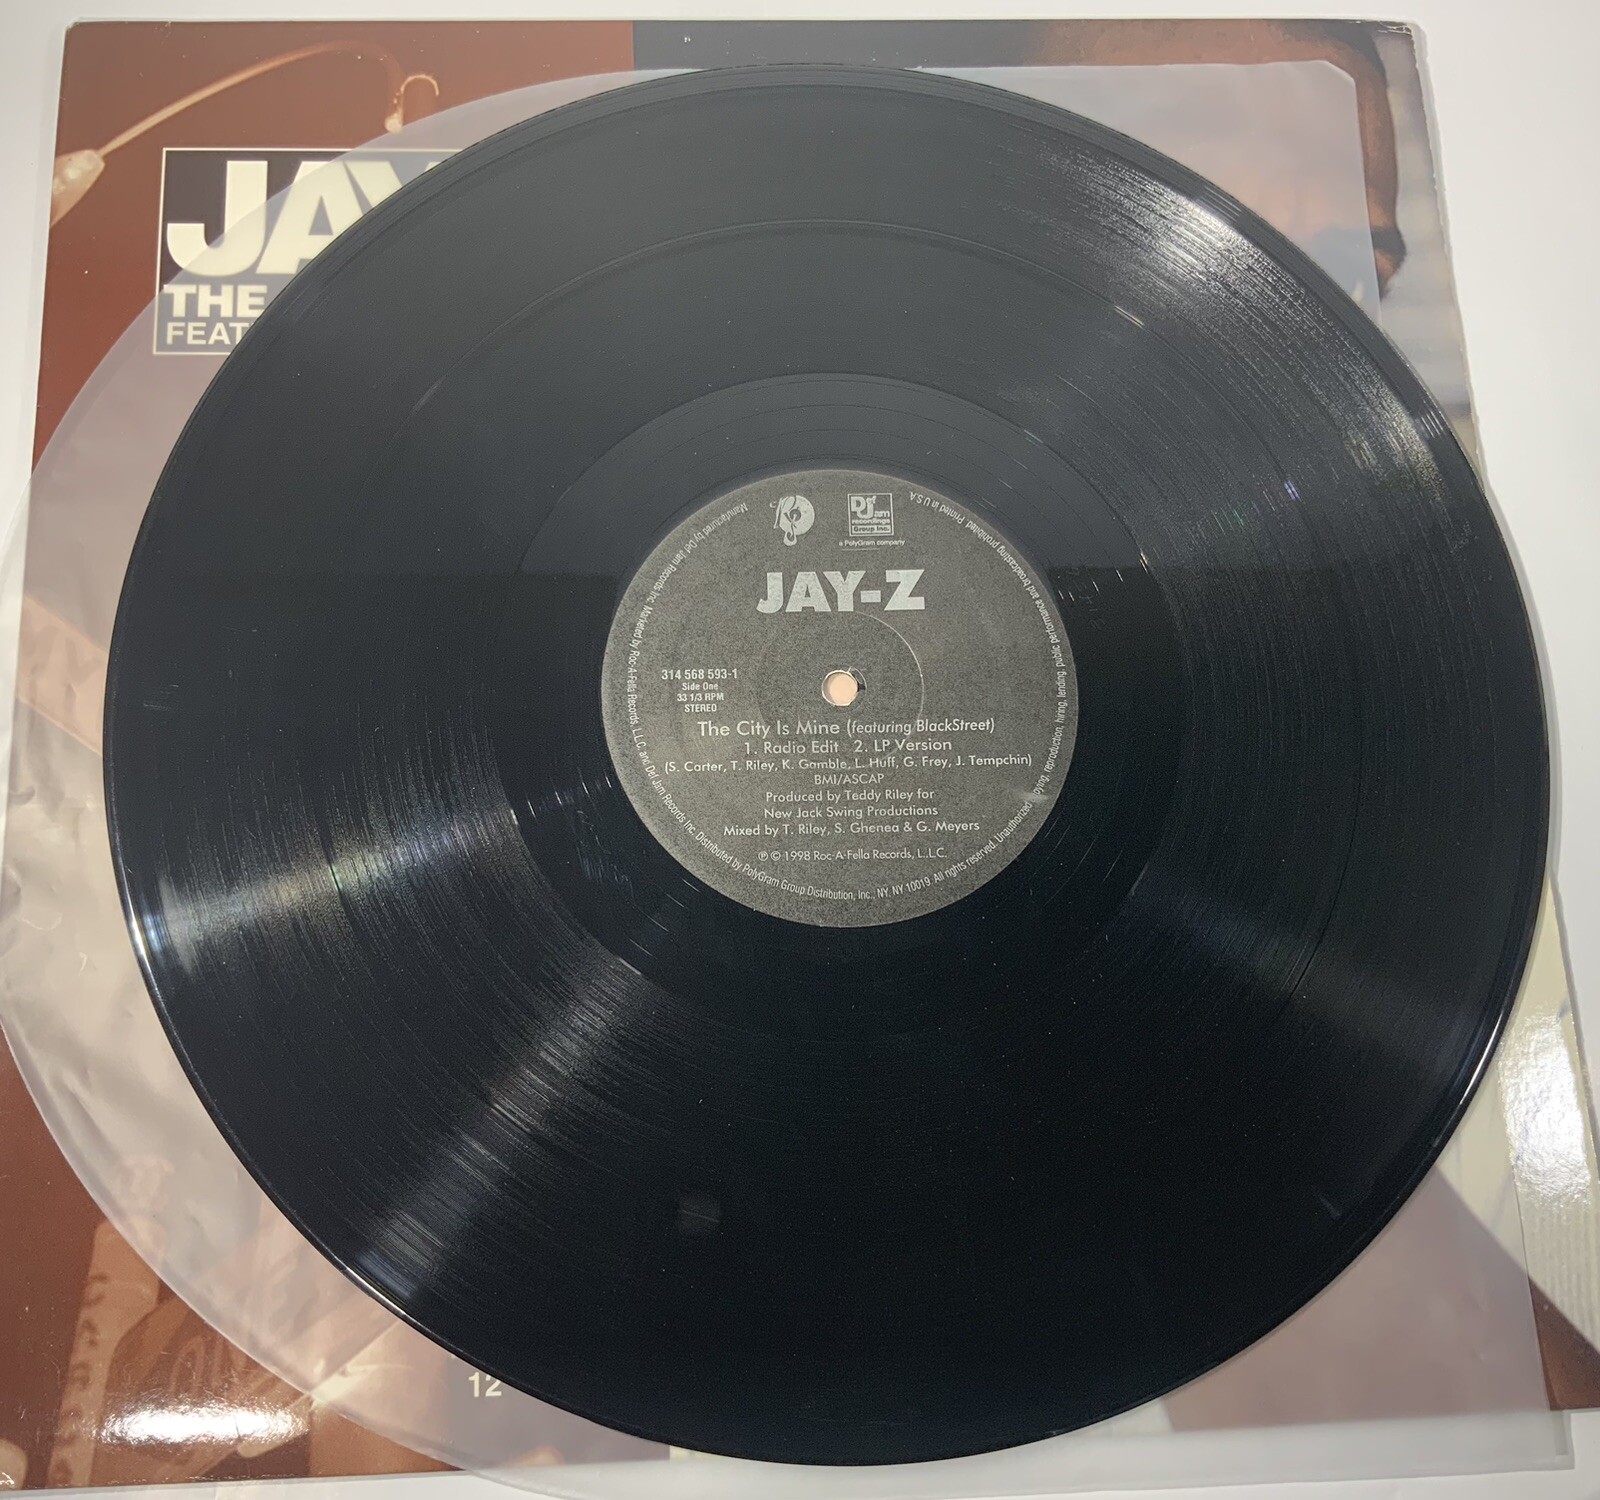 JAY
THE
FEAT
Def Jam
recordings
Group Inc.
a PolyGram company
JAY-Z
314 568 593-1
Side One
33 1/3 RPM
STEREO
The City Is Mine (featuring BlackStreet)
1. Radio Edit 2. LP Version
(S. Carter, T. Riley, K. Gamble, L. Huff, G. Frey, J. Tempchin)
BMI/ASCAP
Produced by Teddy Riley for
New Jack Swing Productions
Mixed by T. Riley, S. Ghenea & G. Meyers
℗ © 1998 Roc-A-Fella Records, L.L.C.
Manufactured by Def Jam Records Inc. Marketed by Roc-A-Fella Records, L.L.C. and Def Jam Records Inc. Distributed by PolyGram Group Distribution, Inc., NY, NY 10019. All rights reserved. Unauthorized copying, reproduction, hiring, lending, public performance and broadcasting prohibited. Printed in U.S.A.
12